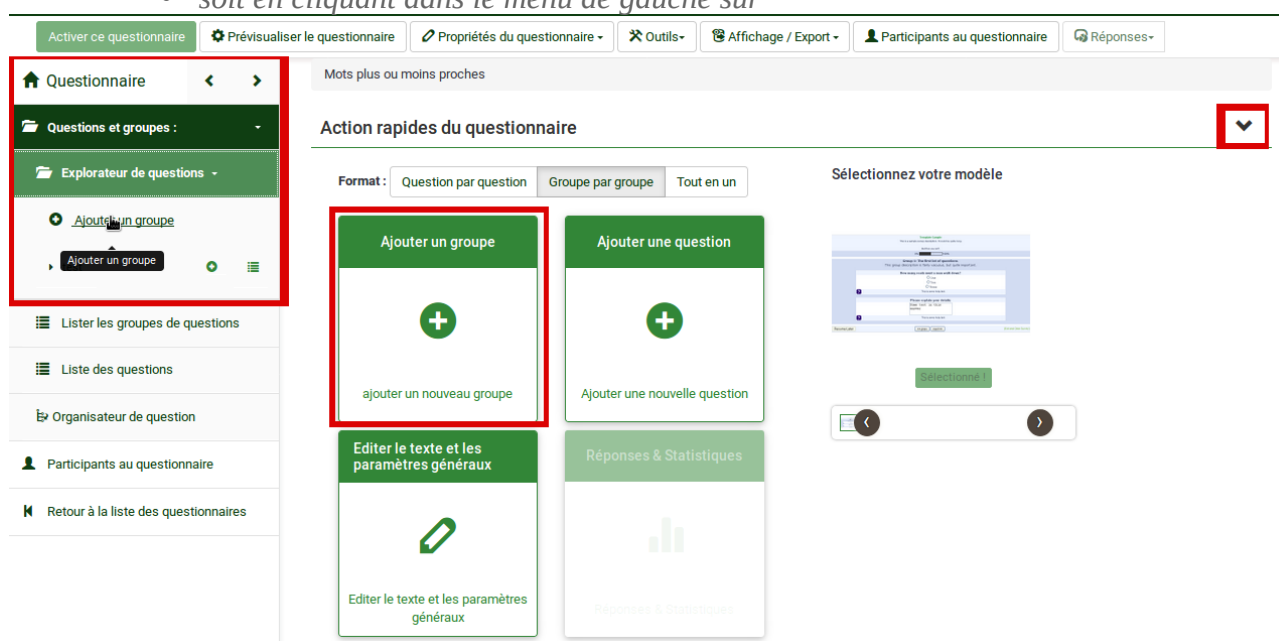 soit en cliquant dans le menu de gauche sur
Activer ce questionnaire
Prévisualiser le questionnaire
Propriétés du questionnaire
Outils
Affichage / Export
Participants au questionnaire
Réponses
Questionnaire
Mots plus ou moins proches
Questions et groupes :
Action rapides du questionnaire
Explorateur de questions
Format :
Question par question
Groupe par groupe
Tout en un
Sélectionnez votre modèle
Ajouter un groupe
Ajouter un groupe
Lister les groupes de questions
Liste des questions
Organisateur de question
Participants au questionnaire
Retour à la liste des questionnaires
Ajouter un groupe
ajouter un nouveau groupe
Ajouter une question
Ajouter une nouvelle question
Editer le texte et les
paramètres généraux
Editer le texte et les paramètres
généraux
Réponses & Statistiques
Réponses & Statistiques
Sélectionné !